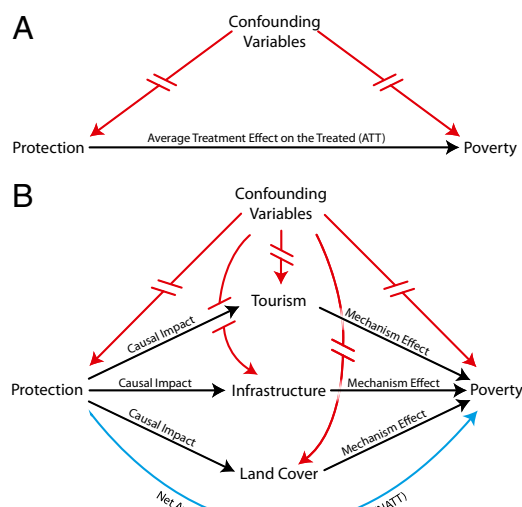 A
Confounding
Variables
Average Treatment Effect on the Treated (ATT)
Protection
Poverty
B
Confounding
Variables
Tourism
Causal Impact
Mechanism Effect
Protection
Causal Impact
Infrastructure
Mechanism Effect
Poverty
Causal Impact
Mechanism Effect
Land Cover
Net